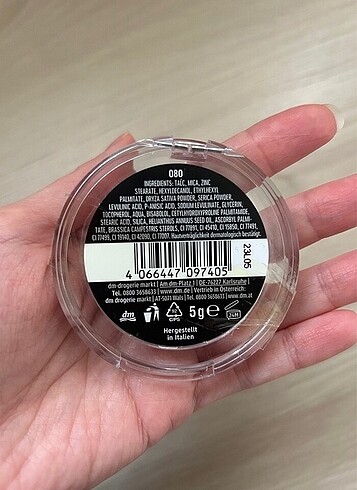 080
INGREDIENTS: TALC, MICA, ZINC
STEARATE, HEXYLDECANOL, ETHYLHEXYL
PALMITATE, ORYZA SATIVA POWDER, SERICA POWDER,
LEVULINIC ACID, P-ANISIC ACID, SODIUM LEVULINATE, GLYCERIN,
TOCOPHEROL, AQUA, BISABOLOL, CETYLHYDROXYPROLINE PALMITAMIDE,
STEARIC ACID, SILICA, HELIANTHUS ANNUUS SEED OIL, ASCORBYL PALMI-
TATE, BRASSICA CAMPESTRIS STEROLS, CI 77891, CI 45410, CI 15850, CI 77491,
CI 77499, CI 19140, CI 42090, CI 77007. Hautverträglichkeit dermatologisch bestätigt.
4 066447 097405
23L05
dm-drogerie markt | Am dm-Platz 1 | DE-76227 Karlsruhe |
Tel. 0800 3658633 | www.dm.de | Vertrieb in Österreich:
dm drogerie markt | AT-5071 Wals | Tel. 0800 3658633 | www.dm.at
dm
C/PS
5g e
24M
Hergestellt
in Italien